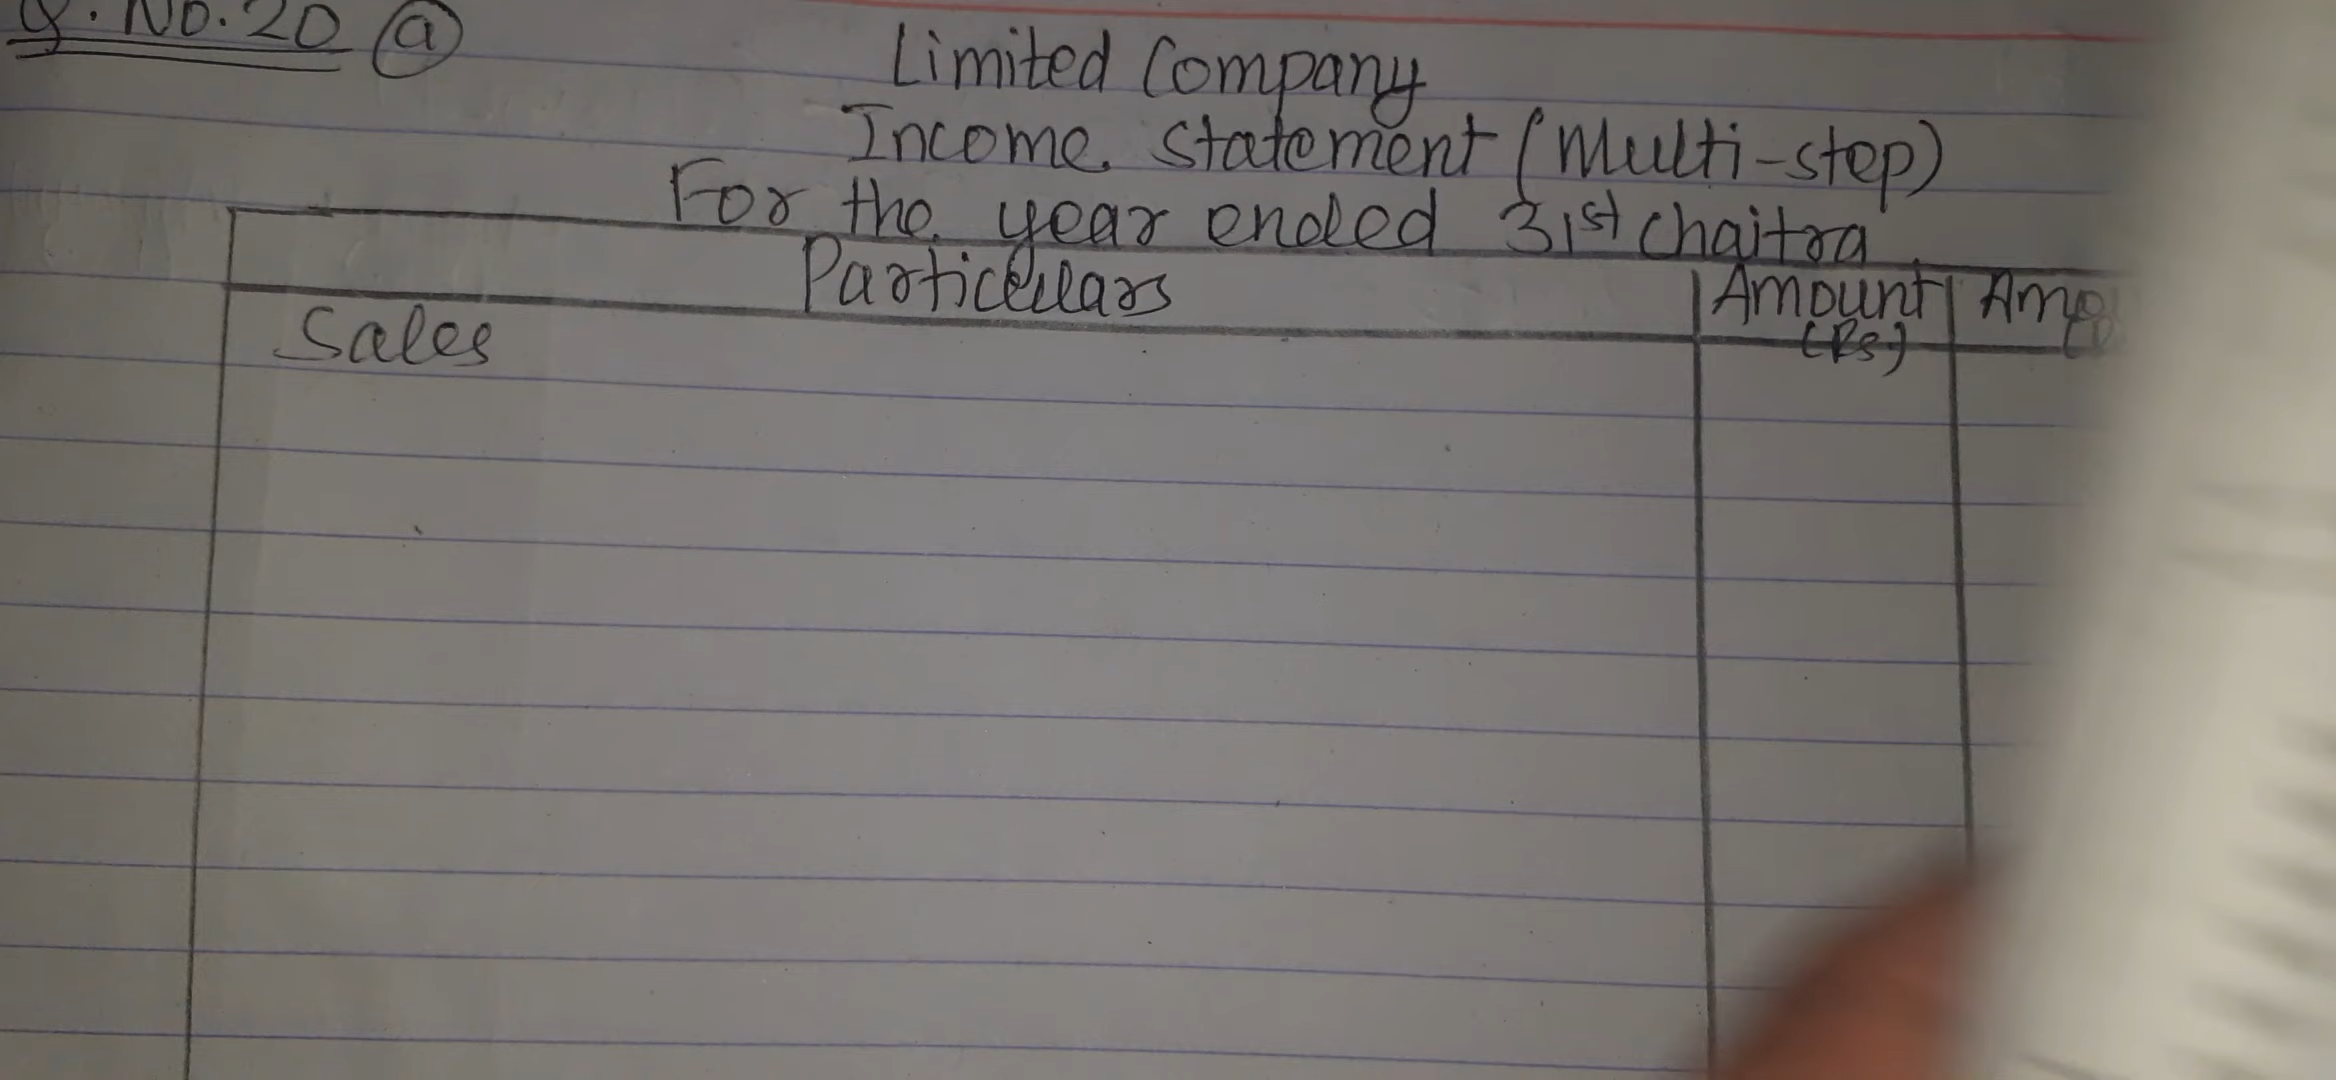 Q. No. 20 (a)
Limited Company
Income Statement (Multi-step)
For the year ended 31st Chaitra
Particulars Amount (Rs)
Sales